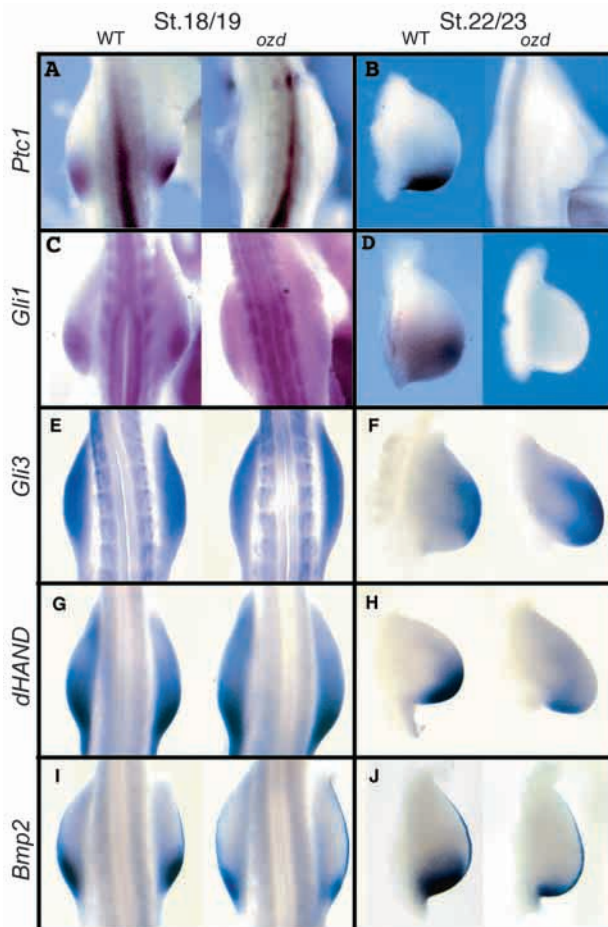 St.18/19 St.22/23
WT ozd WT ozd
Ptc1 A B
Gli1 C D
Gli3 E F
dHAND G H
Bmp2 I J